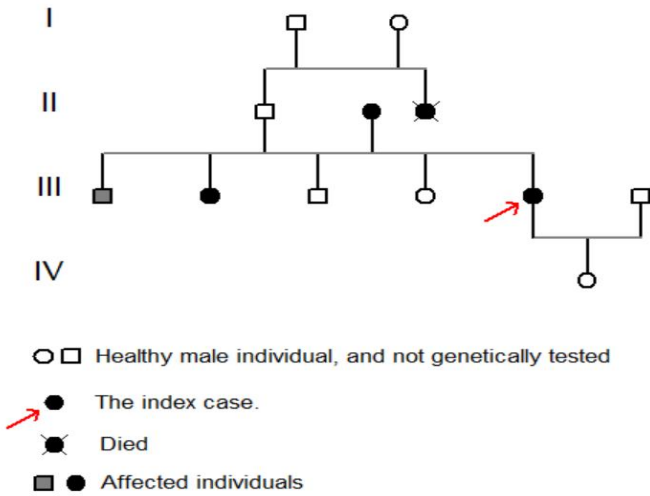 I
II
III
IV
Healthy male individual, and not genetically tested
The index case.
Died
Affected individuals